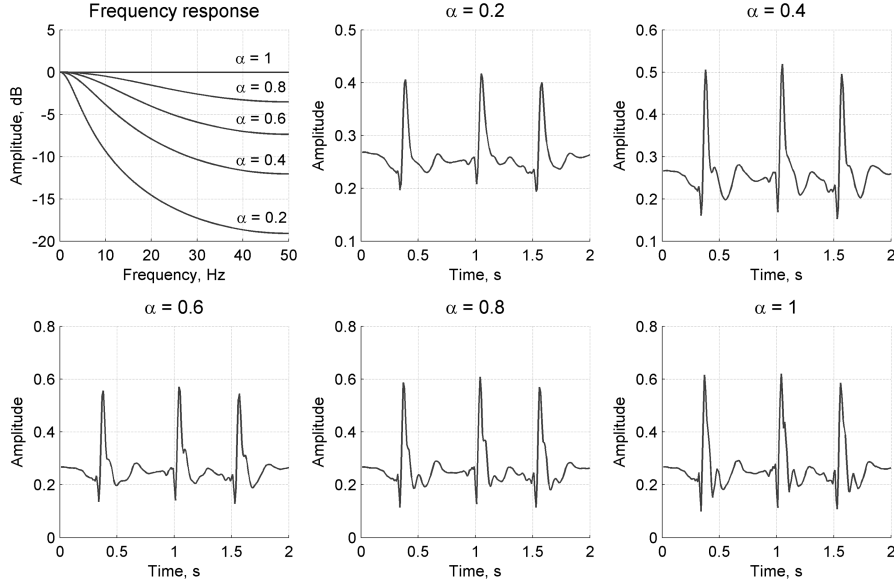 Frequency response
5
0
-5
-10
-15
-20
Amplitude, dB
α = 1
α = 0.8
α = 0.6
α = 0.4
α = 0.2
0 10 20 30 40 50
Frequency, Hz
α = 0.2
0.5
0.4
0.3
0.2
0.1
Amplitude
0 0.5 1 1.5 2
Time, s
α = 0.4
0.6
0.5
0.4
0.3
0.2
0.1
Amplitude
0 0.5 1 1.5 2
Time, s
α = 0.6
0.8
0.6
0.4
0.2
0
Amplitude
0 0.5 1 1.5 2
Time, s
α = 0.8
0.8
0.6
0.4
0.2
0
Amplitude
0 0.5 1 1.5 2
Time, s
α = 1
0.8
0.6
0.4
0.2
0
Amplitude
0 0.5 1 1.5 2
Time, s